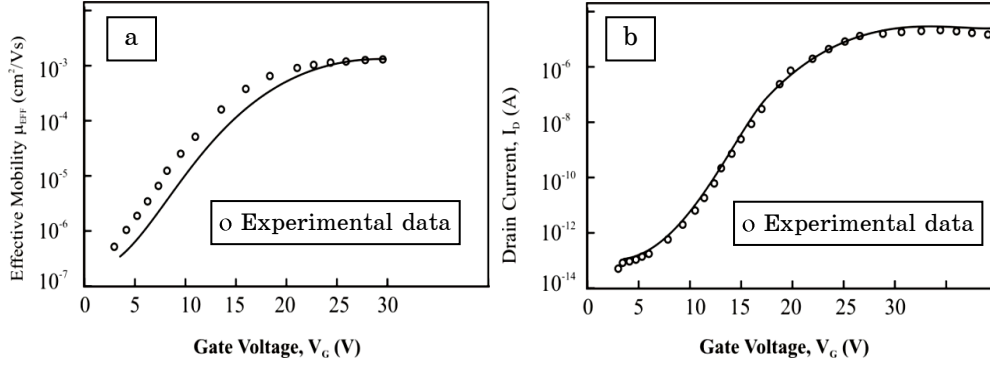 a
Effective Mobility μEFF (cm²/Vs)
10⁻³
10⁻⁴
10⁻⁵
10⁻⁶
10⁻⁷
o Experimental data
0 5 10 15 20 25 30
Gate Voltage, VG (V)
b
Drain Current, ID (A)
10⁻⁶
10⁻⁸
10⁻¹⁰
10⁻¹²
10⁻¹⁴
o Experimental data
0 5 10 15 20 25 30
Gate Voltage, VG (V)